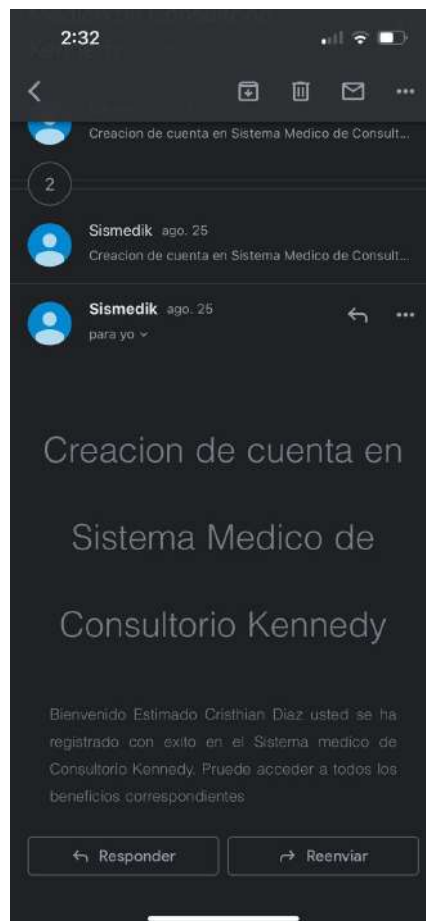 2:32
Creacion de cuenta en Sistema Medico de Consult...
2
Sismedik ago. 25
Creacion de cuenta en Sistema Medico de Consult...
Sismedik ago. 25
para yo
Creacion de cuenta en
Sistema Medico de
Consultorio Kennedy
Bienvenido Estimado Cristhian Diaz usted se ha
registrado con exito en el Sistema medico de
Consultorio Kennedy. Pruede acceder a todos los
beneficios correspondientes
Responder
Reenviar